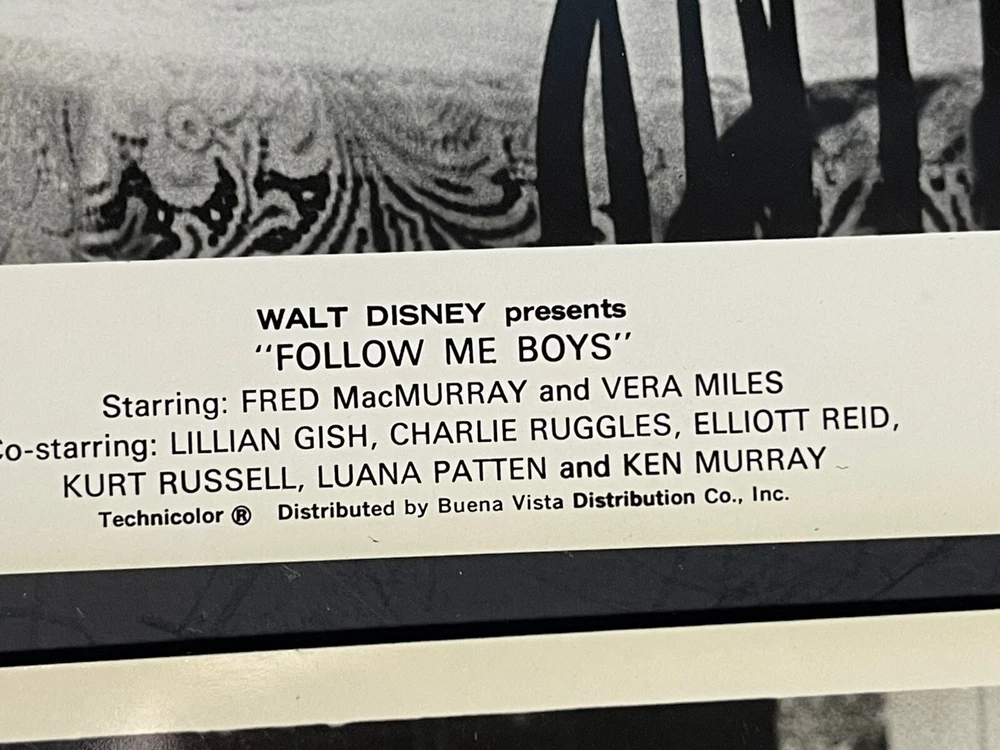 WALT DISNEY presents
"FOLLOW ME BOYS"
Starring: FRED MacMURRAY and VERA MILES
Co-starring: LILLIAN GISH, CHARLIE RUGGLES, ELLIOTT REID,
KURT RUSSELL, LUANA PATTEN and KEN MURRAY
Technicolor ® Distributed by Buena Vista Distribution Co., Inc.